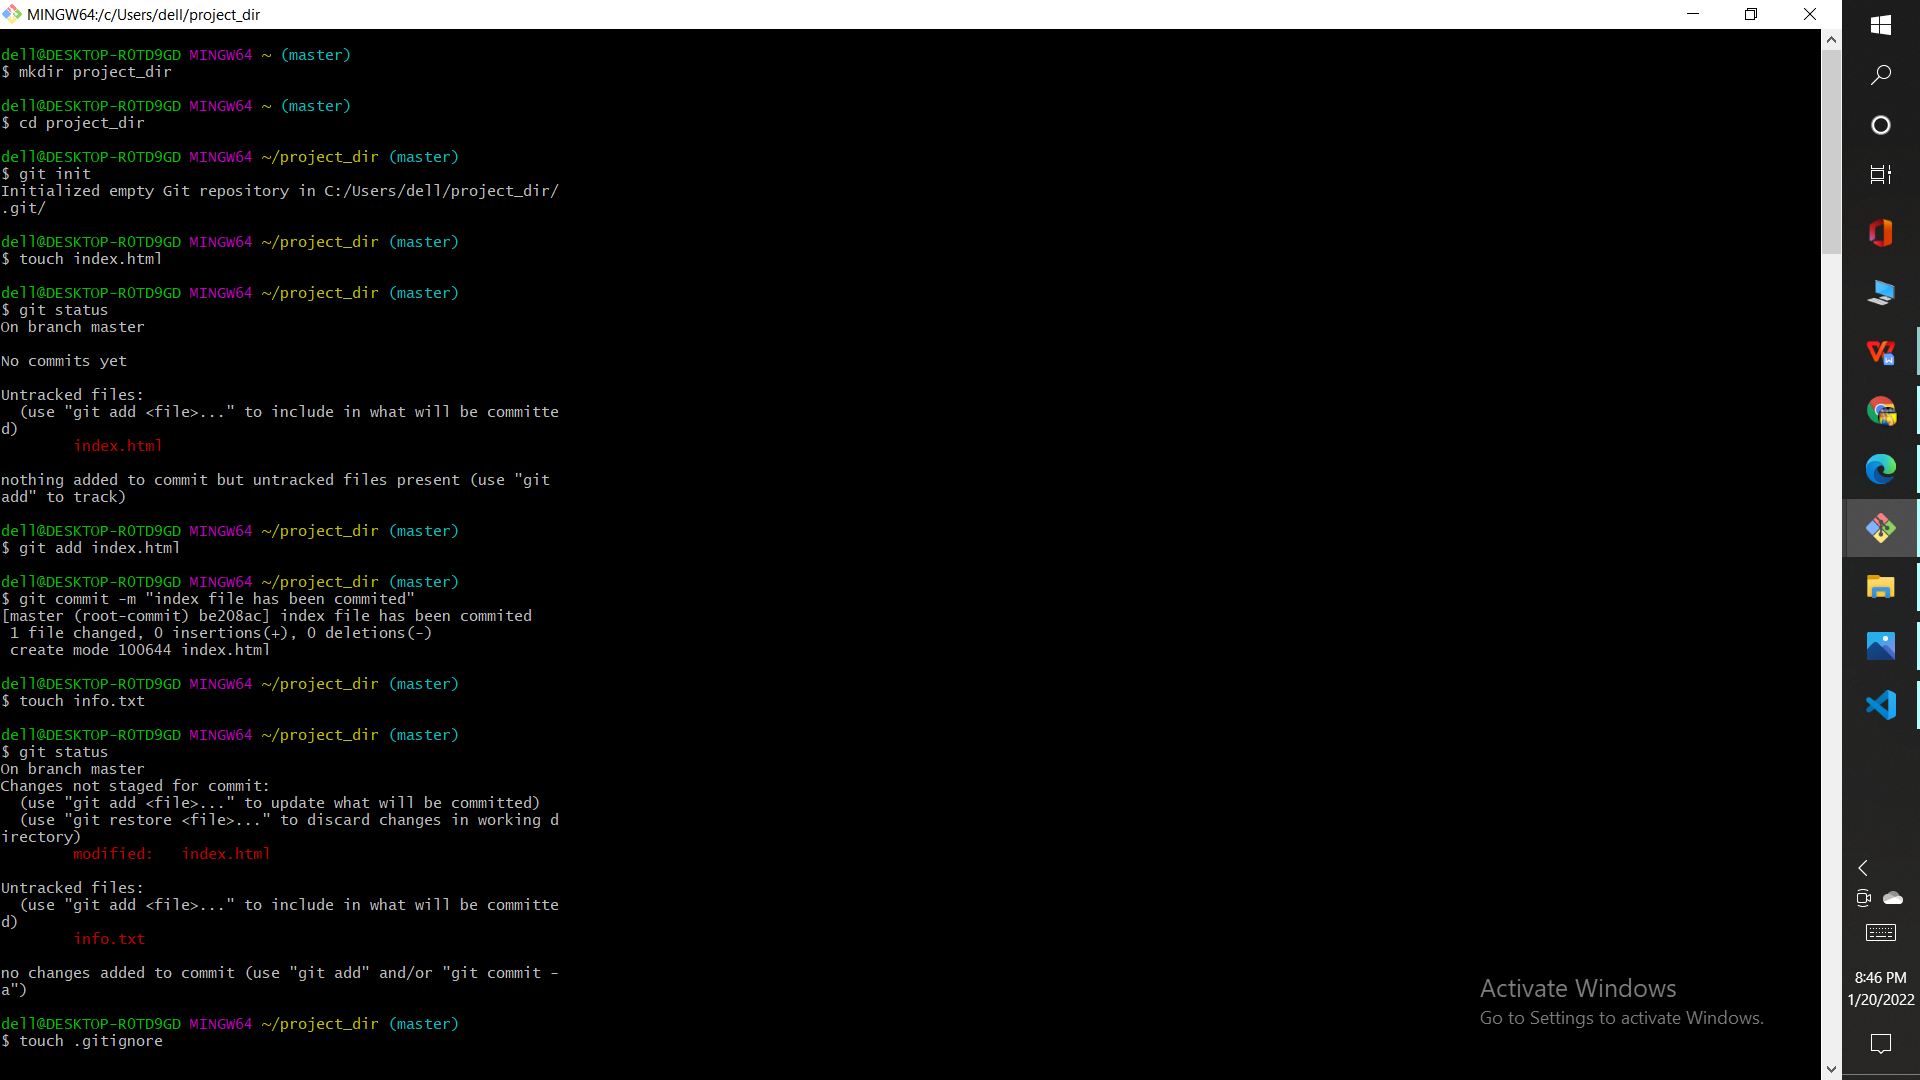 MINGW64:/c/Users/dell/project_dir
dell@DESKTOP-R0TD9GD MINGW64 ~ (master)
$ mkdir project_dir
dell@DESKTOP-R0TD9GD MINGW64 ~ (master)
$ cd project_dir
dell@DESKTOP-R0TD9GD MINGW64 ~/project_dir (master)
$ git init
Initialized empty Git repository in C:/Users/dell/project_dir/
.git/
dell@DESKTOP-R0TD9GD MINGW64 ~/project_dir (master)
$ touch index.html
dell@DESKTOP-R0TD9GD MINGW64 ~/project_dir (master)
$ git status
On branch master
No commits yet
Untracked files:
  (use "git add <file>..." to include in what will be committe
d)
        index.html
nothing added to commit but untracked files present (use "git
add" to track)
dell@DESKTOP-R0TD9GD MINGW64 ~/project_dir (master)
$ git add index.html
dell@DESKTOP-R0TD9GD MINGW64 ~/project_dir (master)
$ git commit -m "index file has been commited"
[master (root-commit) be208ac] index file has been commited
 1 file changed, 0 insertions(+), 0 deletions(-)
 create mode 100644 index.html
dell@DESKTOP-R0TD9GD MINGW64 ~/project_dir (master)
$ touch info.txt
dell@DESKTOP-R0TD9GD MINGW64 ~/project_dir (master)
$ git status
On branch master
Changes not staged for commit:
  (use "git add <file>..." to update what will be committed)
  (use "git restore <file>..." to discard changes in working d
irectory)
        modified:   index.html
Untracked files:
  (use "git add <file>..." to include in what will be committe
d)
        info.txt
no changes added to commit (use "git add" and/or "git commit -
a")
dell@DESKTOP-R0TD9GD MINGW64 ~/project_dir (master)
$ touch .gitignore
Activate Windows
Go to Settings to activate Windows.
8:46 PM
1/20/2022